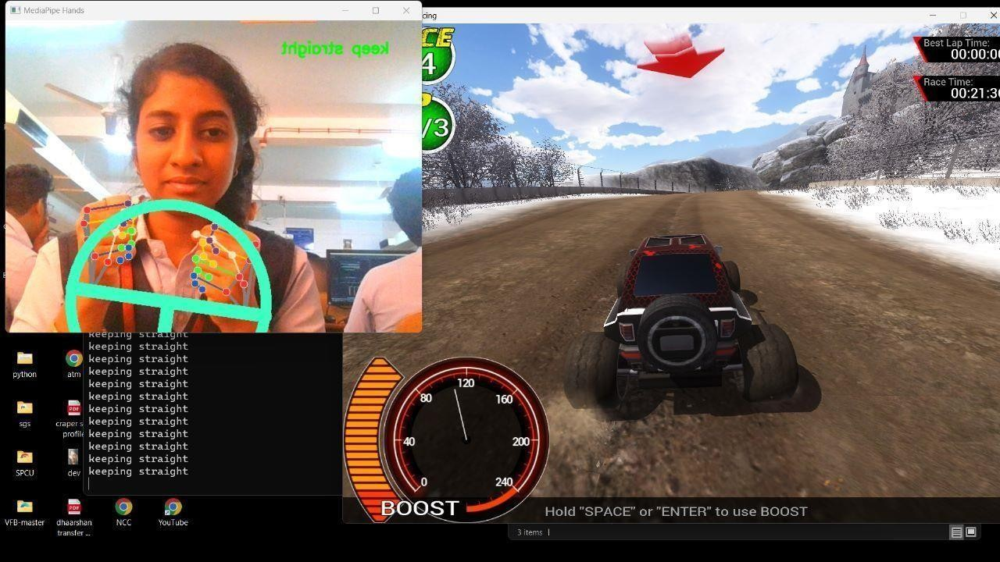 MediaPipe Hands
cing
keep straight
CE
4
/3
Best Lap Time:
00:00:00
Race Time:
00:21:30
keeping straight
keeping straight
keeping straight
keeping straight
keeping straight
keeping straight
keeping straight
keeping straight
keeping straight
keeping straight
keeping straight
keeping straight
python
atm
sgs
craper s
profile
SPCU
dev
VFB-master
dhaarshan
transfer ...
NCC
YouTube
PDF
PDF
0
40
80
120
160
200
240
BOOST
Hold "SPACE" or "ENTER" to use BOOST
3 items